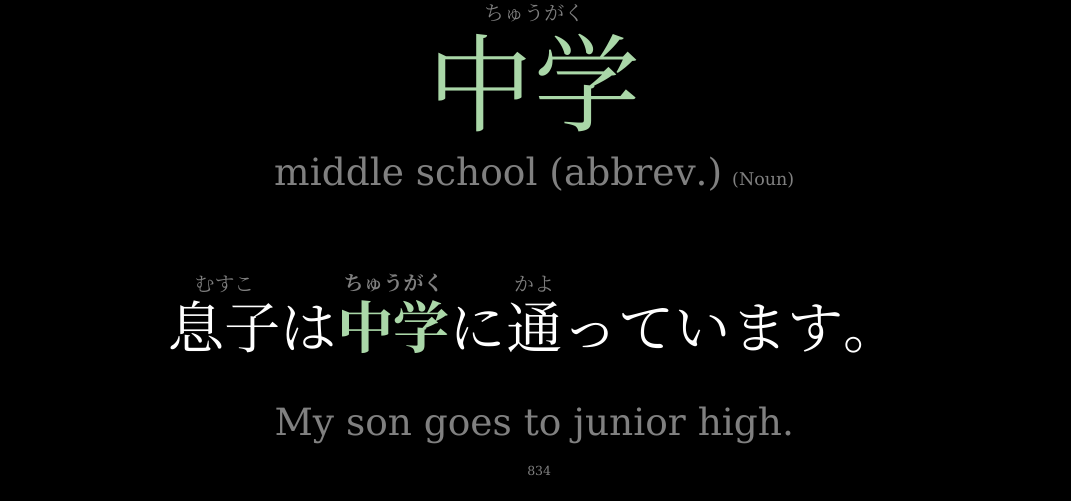 ちゅうがく
中学
middle school (abbrev.) (Noun)
むすこ ちゅうがく かよ
息子は中学に通っています。
My son goes to junior high.
834